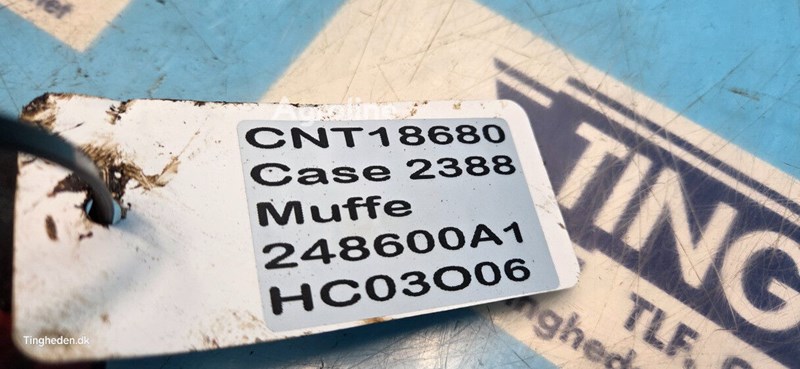 Agroline
CNT18680
Case 2388
Muffe
248600A1
HC03O06
TING
TLF.
Tingheden.dk